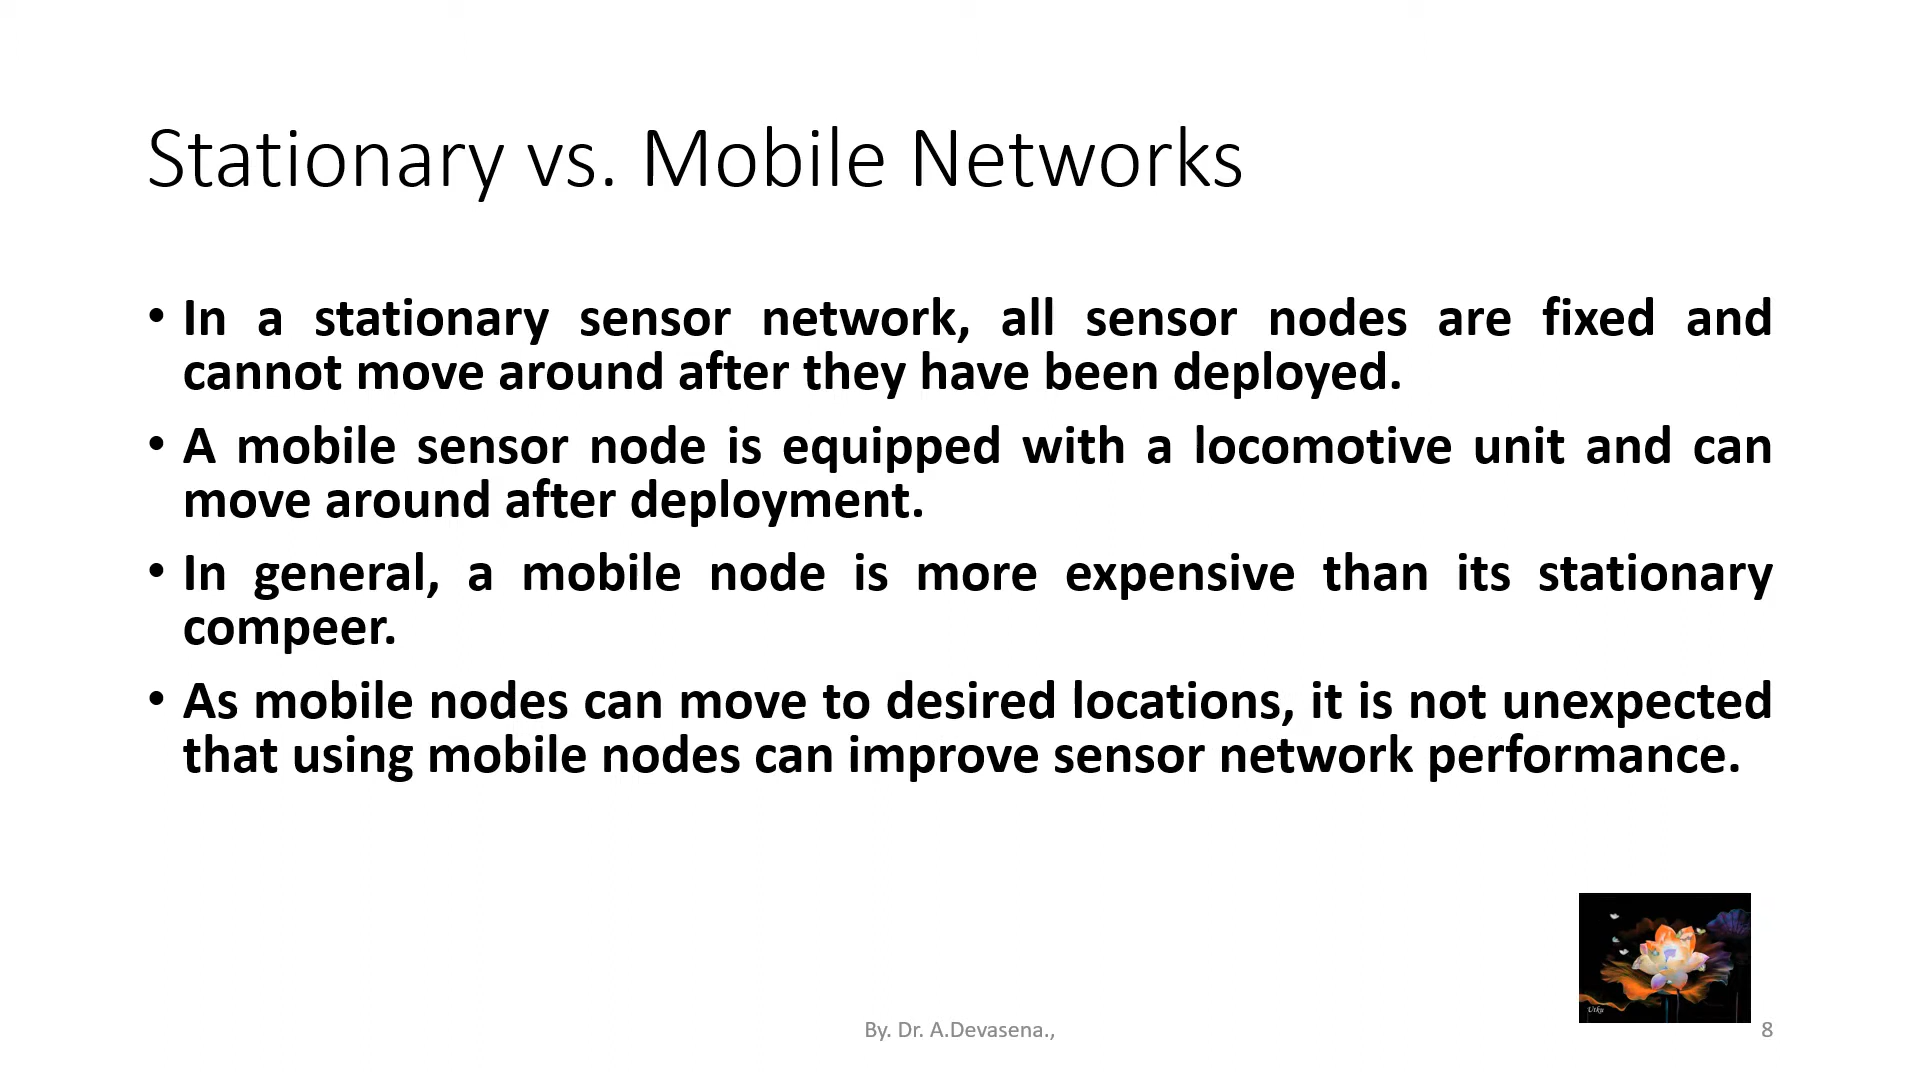 Stationary vs. Mobile Networks
• In a stationary sensor network, all sensor nodes are fixed and
cannot move around after they have been deployed.
• A mobile sensor node is equipped with a locomotive unit and can
move around after deployment.
• In general, a mobile node is more expensive than its stationary
compeer.
• As mobile nodes can move to desired locations, it is not unexpected
that using mobile nodes can improve sensor network performance.
Utku
By. Dr. A.Devasena.,
8